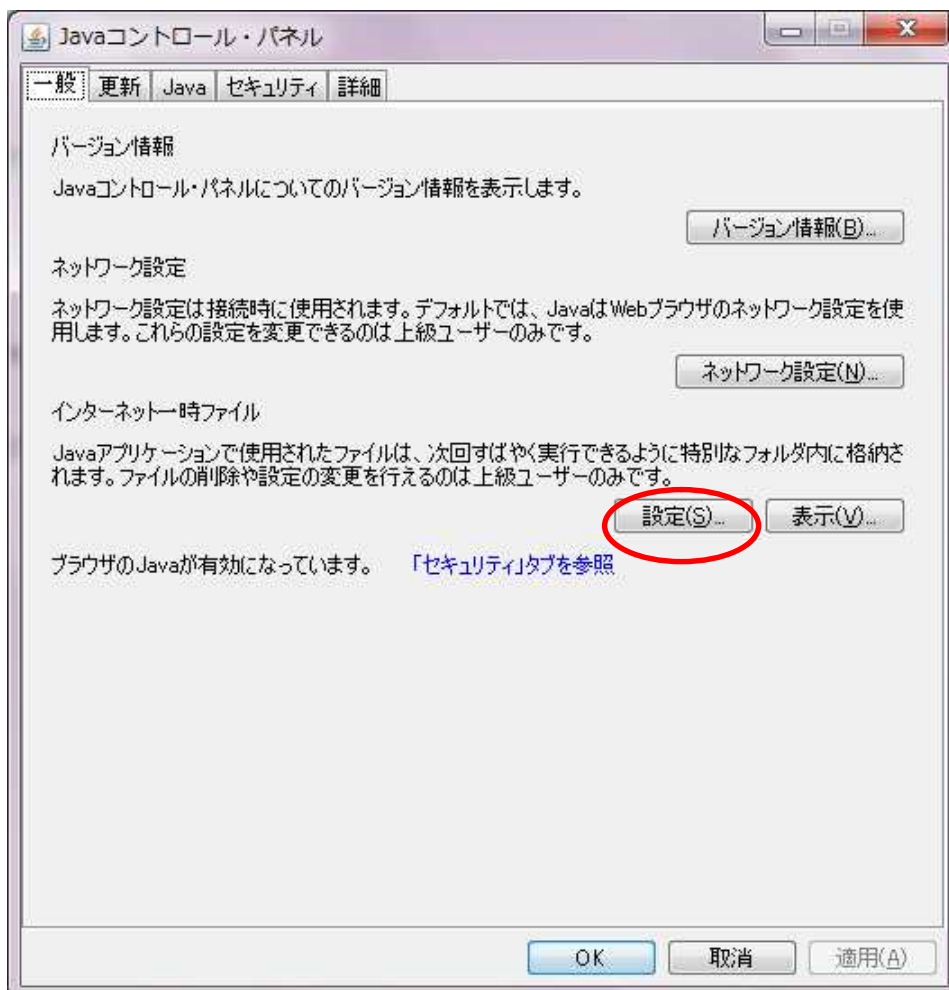 Javaコントロール・パネル
一般 更新 Java セキュリティ 詳細
バージョン情報
Javaコントロール・パネルについてのバージョン情報を表示します。
バージョン情報(B)...
ネットワーク設定
ネットワーク設定は接続時に使用されます。デフォルトでは、JavaはWebブラウザのネットワーク設定を使
用します。これらの設定を変更できるのは上級ユーザーのみです。
ネットワーク設定(N)...
インターネット一時ファイル
Javaアプリケーションで使用されたファイルは、次回すばやく実行できるように特別なフォルダ内に格納さ
れます。ファイルの削除や設定の変更を行えるのは上級ユーザーのみです。
設定(S)... 表示(V)...
ブラウザのJavaが有効になっています。 「セキュリティ」タブを参照
OK 取消 適用(A)